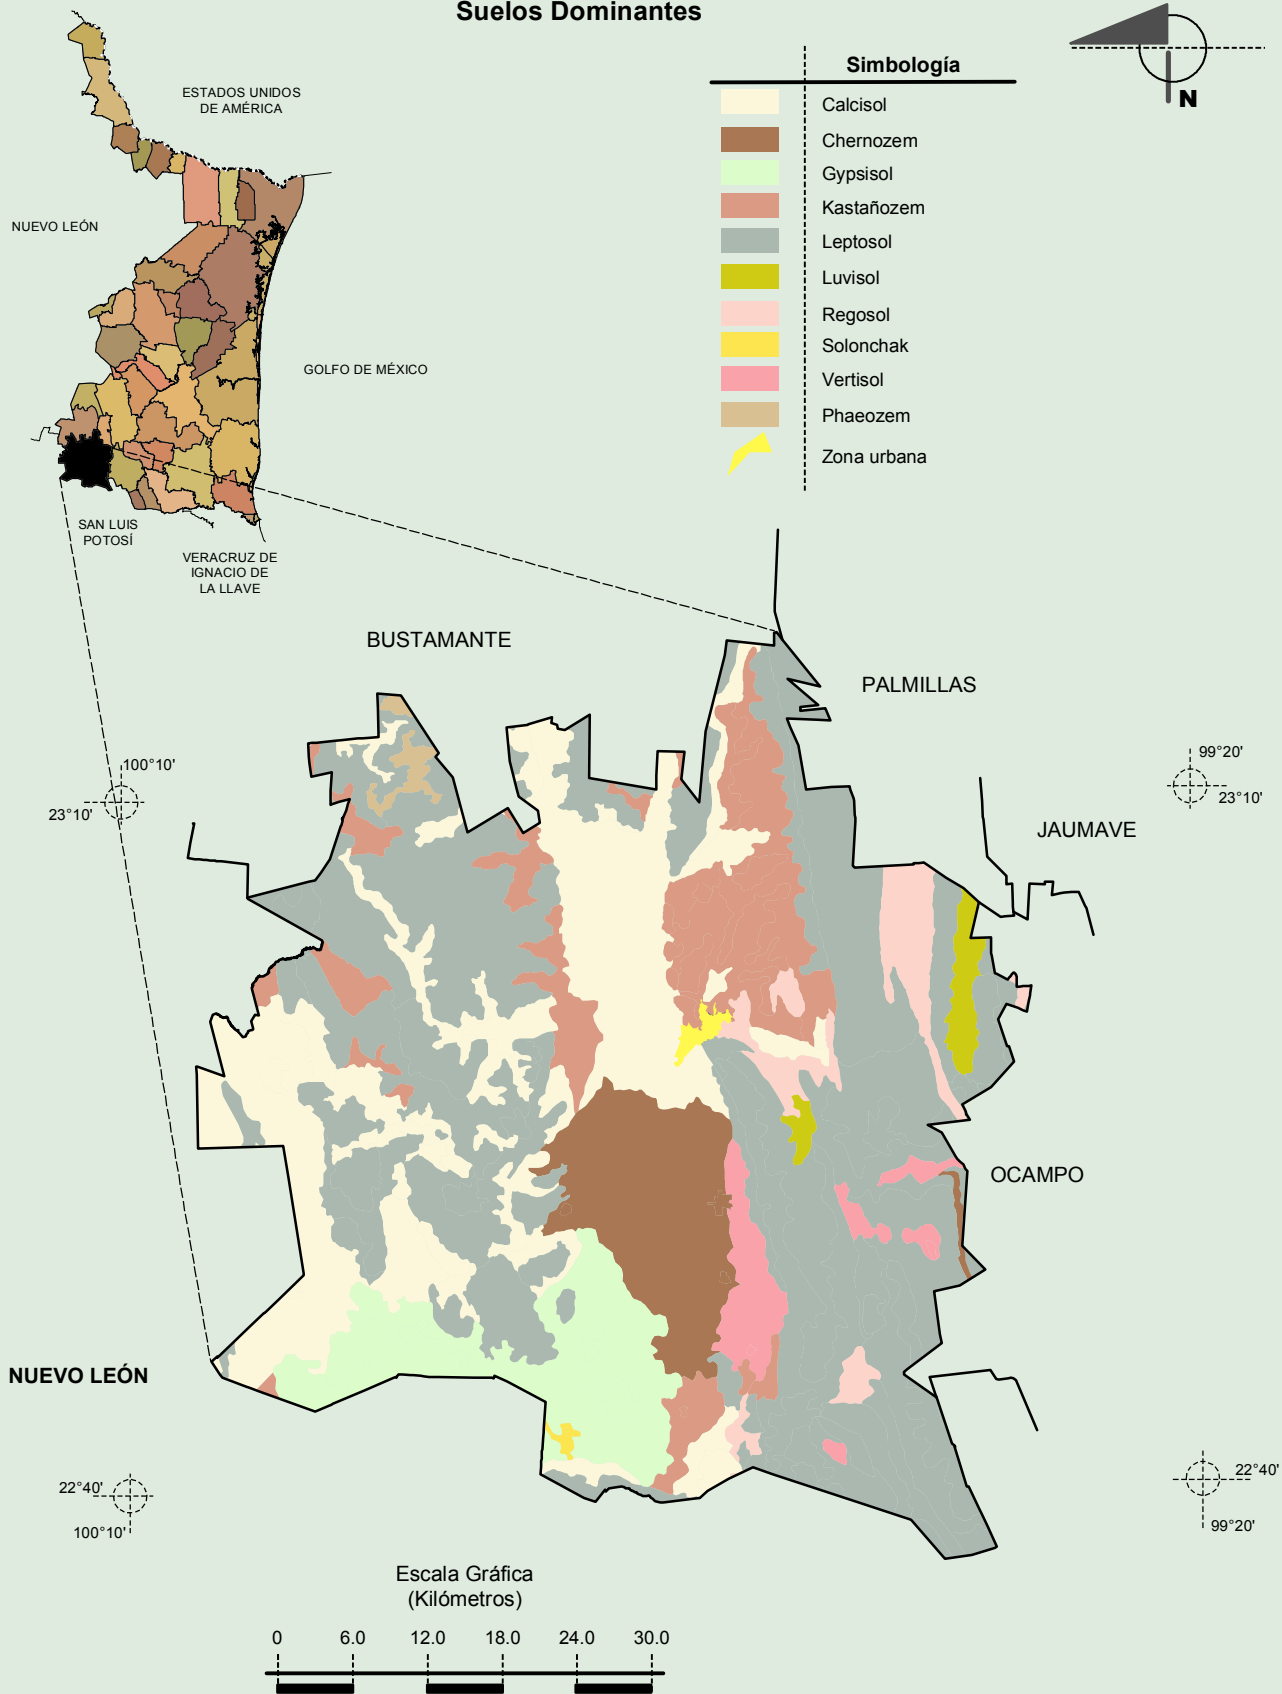 Suelos Dominantes
N
ESTADOS UNIDOS
DE AMÉRICA
NUEVO LEÓN
GOLFO DE MÉXICO
SAN LUIS
POTOSÍ
VERACRUZ DE
IGNACIO DE
LA LLAVE
Simbología
Calcisol
Chernozem
Gypsisol
Kastañozem
Leptosol
Luvisol
Regosol
Solonchak
Vertisol
Phaeozem
Zona urbana
BUSTAMANTE
PALMILLAS
100°10'
23°10'
99°20'
23°10'
JAUMAVE
OCAMPO
NUEVO LEÓN
22°40'
100°10'
22°40'
99°20'
Escala Gráfica
(Kilómetros)
0 6.0 12.0 18.0 24.0 30.0